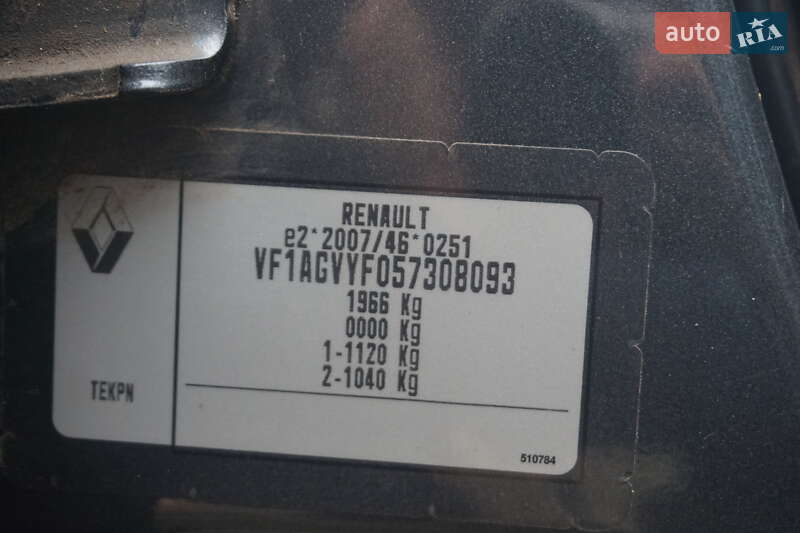 auto RIA.com
RENAULT
e2*2007/46*0251
VF1AGVYF057308093
1966 Kg
0000 Kg
1-1120 Kg
2-1040 Kg
TEKPN
510784